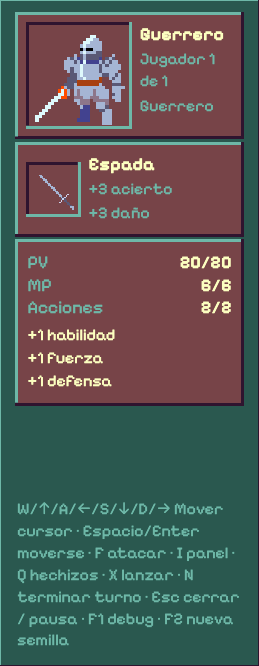 Guerrero
Jugador 1
de 1
Guerrero
Espada
+3 acierto
+3 daño
PV 80/80
MP 6/6
Acciones 8/8
+1 habilidad
+1 fuerza
+1 defensa
W/↑/A/←/S/↓/D/→ Mover
cursor · Espacio/Enter
moverse · F atacar · I panel ·
Q hechizos · X lanzar · N
terminar turno · Esc cerrar
/ pausa · F1 debug · F2 nueva
semilla